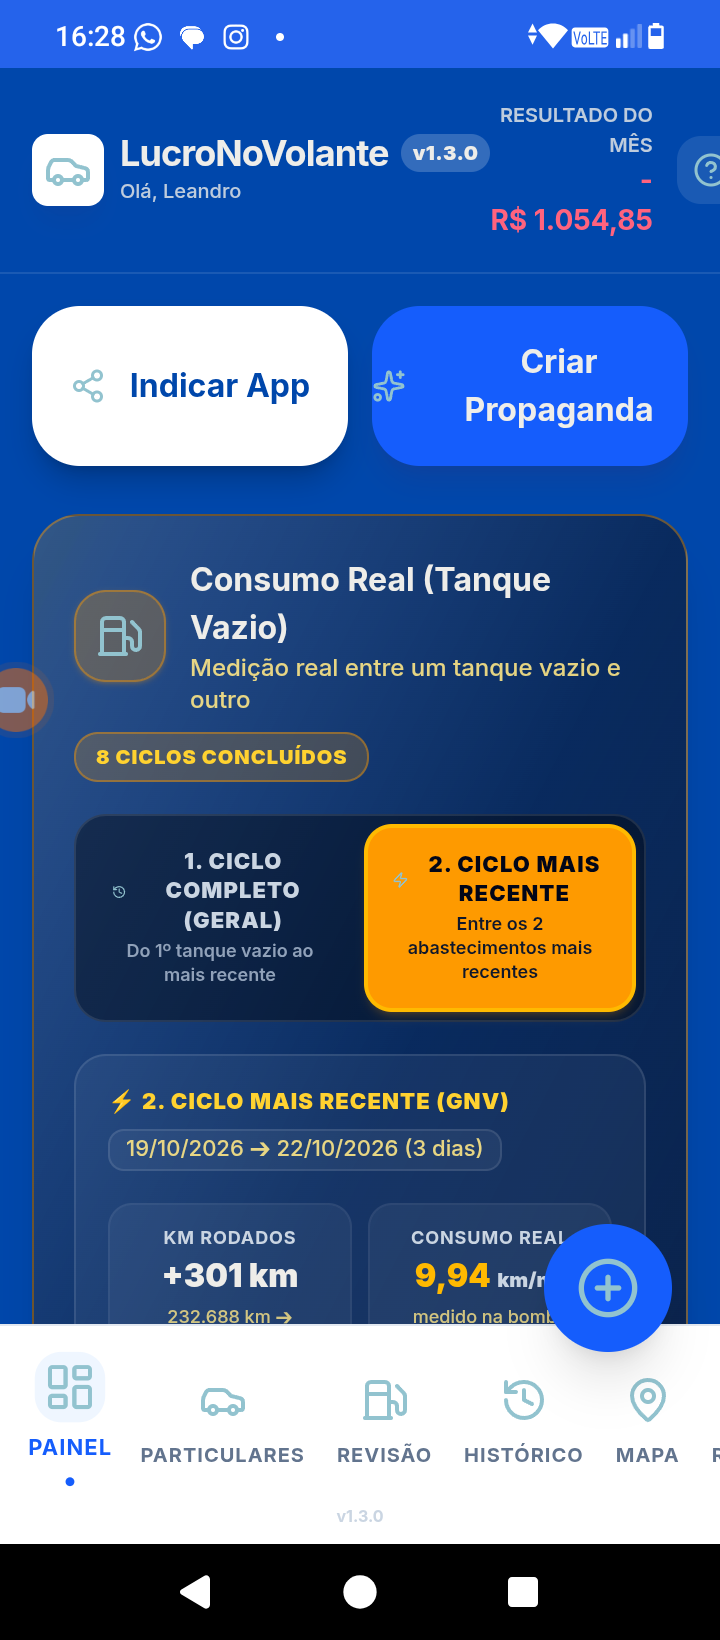 16:28
VoLTE
LucroNoVolante v1.3.0
Olá, Leandro
RESULTADO DO
MÊS
-
R$ 1.054,85
Indicar App
Criar
Propaganda
Consumo Real (Tanque
Vazio)
Medição real entre um tanque vazio e
outro
8 CICLOS CONCLUÍDOS
1. CICLO
COMPLETO
(GERAL)
Do 1º tanque vazio ao
mais recente
2. CICLO MAIS
RECENTE
Entre os 2
abastecimentos mais
recentes
⚡ 2. CICLO MAIS RECENTE (GNV)
19/10/2026 ➔ 22/10/2026 (3 dias)
KM RODADOS
+301 km
232.688 km ➔
CONSUMO REAL
9,94
medido na
PAINEL
PARTICULARES
REVISÃO
HISTÓRICO
MAPA
v1.3.0